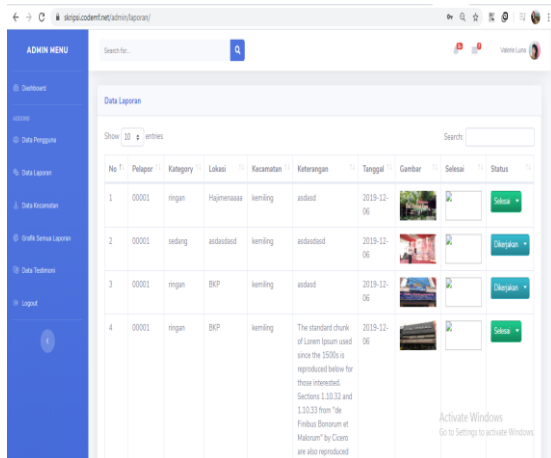 skripsi.codemf.net/admin/laporan/
ADMIN MENU
Search for...
Valerie Luna
Dashboard
Data Laporan
ADDONS
Show 10 entries
Search:
Data Pengguna
Data Laporan
Data Kecamatan
Grafik Semua Laporan
Data Testimoni
Logout
No Pelapor Kategory Lokasi Kecamatan Keterangan Tanggal Gambar Selesai Status
1 00001 ringan Hajimenaaaa kemiling asdasd 2019-12-
06
Selesai
2 00001 sedang asdasdasd kemiling asdasdasd 2019-12-
06
Dikerjakan
3 00001 ringan BKP kemiling asdasd 2019-12-
06
Dikerjakan
4 00001 ringan BKP kemiling The standard chunk 2019-12-
of Lorem Ipsum used 06
Selesai
since the 1500s is
reproduced below for
those interested.
Sections 1.10.32 and
1.10.33 from "de
Finibus Bonorum et
Malorum" by Cicero
are also reproduced
Activate Windows
Go to Settings to activate Windows.